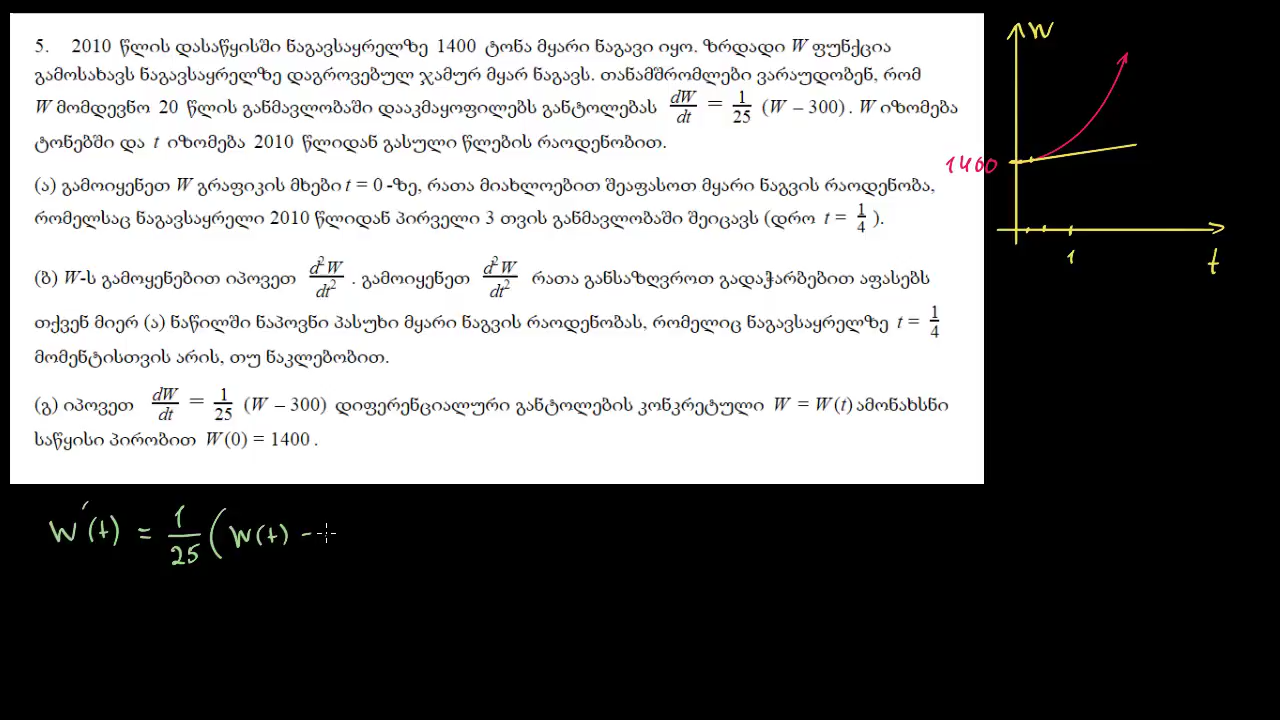 5. 2010 წლის დასაწყისში ნაგავსაყრელზე 1400 ტონა მყარი ნაგავი იყო. ზრდადი W ფუნქცია
გამოსახავს ნაგავსაყრელზე დაგროვებულ ჯამურ მყარ ნაგავს. თანამშრომლები ვარაუდობენ, რომ
W მომდევნო 20 წლის განმავლობაში დააკმაყოფილებს განტოლებას dW/dt = 1/25 (W – 300). W იზომება
ტონებში და t იზომება 2010 წლიდან გასული წლების რაოდენობით.
(ა) გამოიყენეთ W გრაფიკის მხები t = 0 -ზე, რათა მიახლოებით შეაფასოთ მყარი ნაგვის რაოდენობა,
რომელსაც ნაგავსაყრელი 2010 წლიდან პირველი 3 თვის განმავლობაში შეიცავს (დრო t = 1/4 ).
(ბ) W-ს გამოყენებით იპოვეთ d²W/dt² . გამოიყენეთ d²W/dt² რათა განსაზღვროთ გადაჭარბებით აფასებს
თქვენ მიერ (ა) ნაწილში ნაპოვნი პასუხი მყარი ნაგვის რაოდენობას, რომელიც ნაგავსაყრელზე t = 1/4
მომენტისთვის არის, თუ ნაკლებობით.
(გ) იპოვეთ dW/dt = 1/25 (W – 300) დიფერენციალური განტოლების კონკრეტული W = W(t) ამონახსნი
საწყისი პირობით W(0) = 1400 .
W
1400
1
t
W'(t) = 1/25 (W(t) -